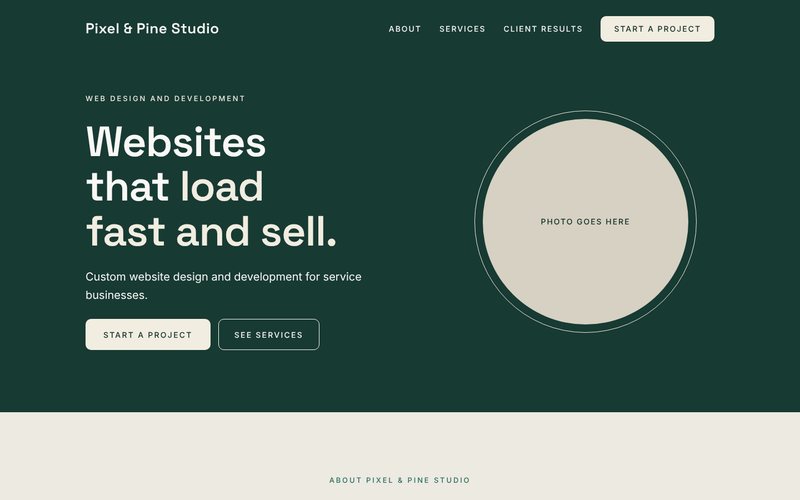 Pixel & Pine Studio
ABOUT
SERVICES
CLIENT RESULTS
START A PROJECT
WEB DESIGN AND DEVELOPMENT
Websites
that load
fast and sell.
Custom website design and development for service
businesses.
START A PROJECT
SEE SERVICES
PHOTO GOES HERE
ABOUT PIXEL & PINE STUDIO